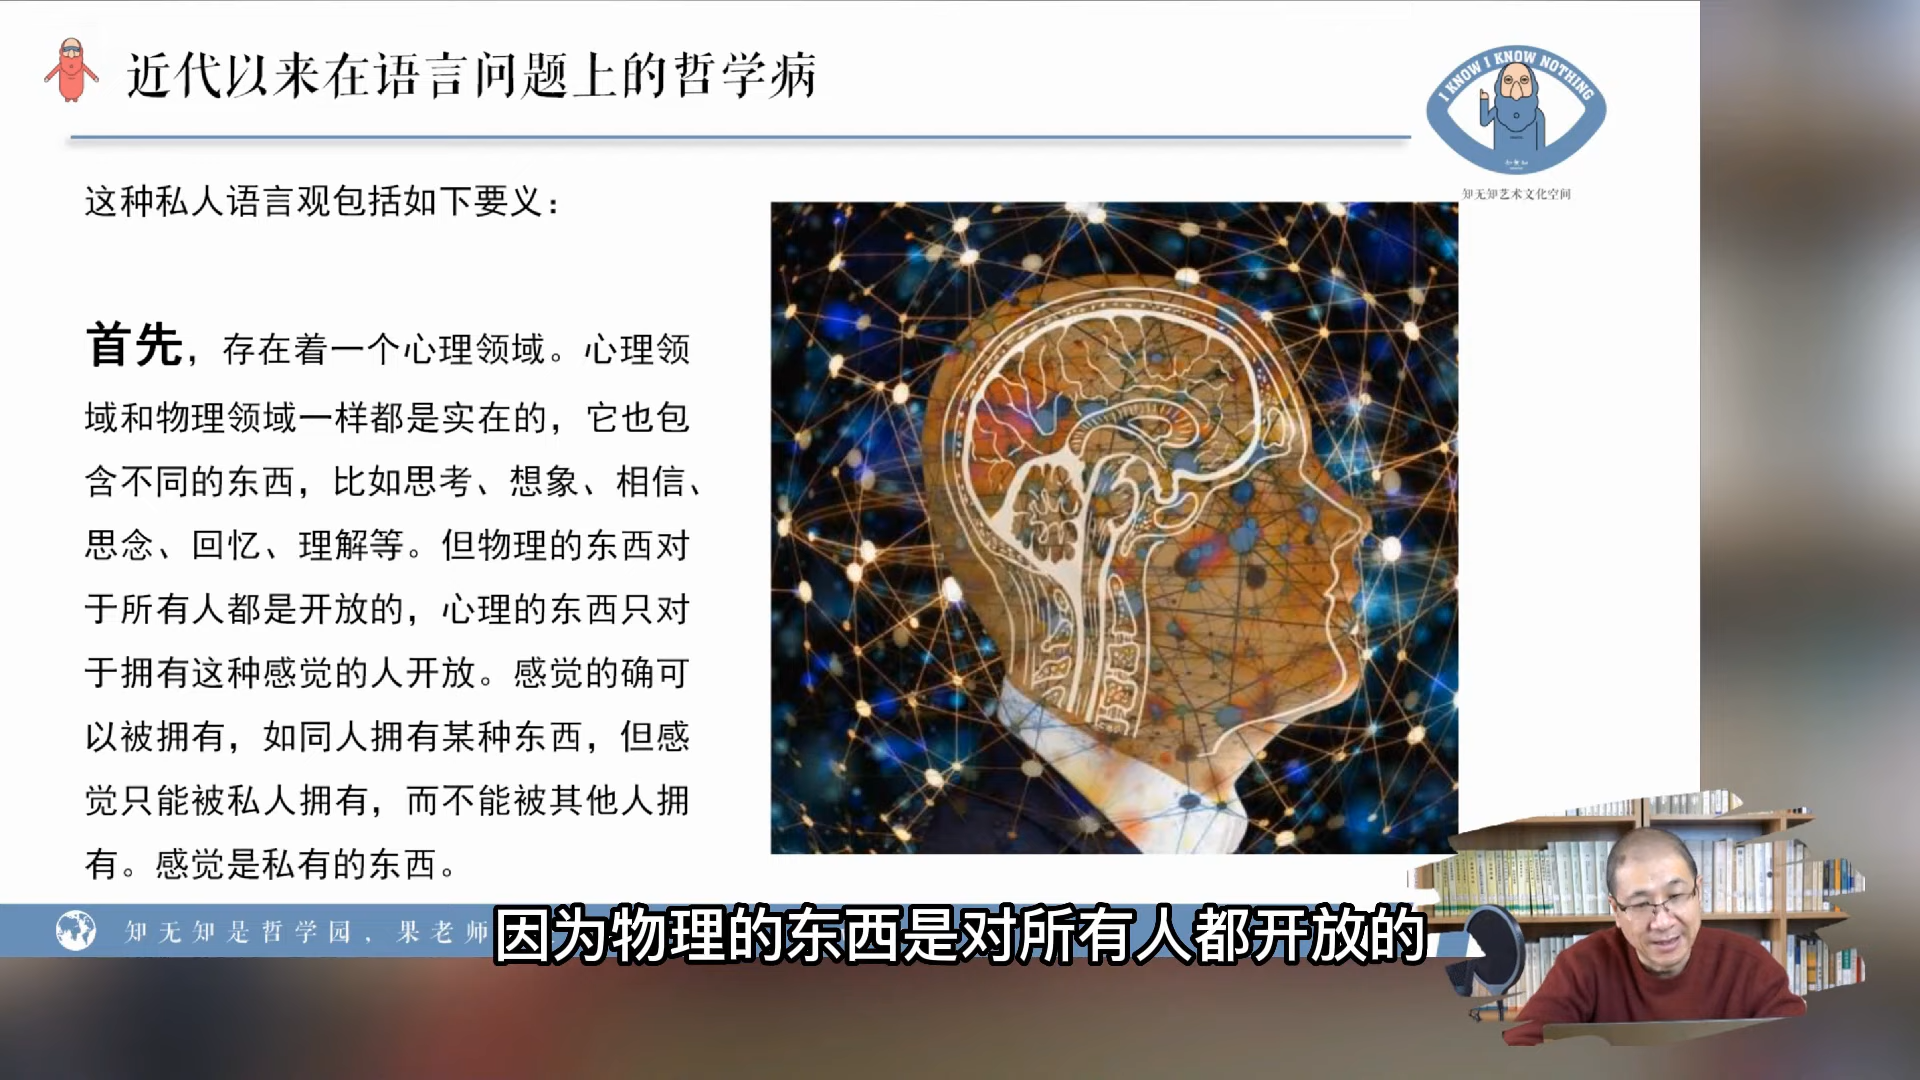 近代以来在语言问题上的哲学病
I KNOW I KNOW NOTHING
知无知
知无知艺术文化空间
这种私人语言观包括如下要义：
首先，存在着一个心理领域。心理领
域和物理领域一样都是实在的，它也包
含不同的东西，比如思考、想象、相信、
思念、回忆、理解等。但物理的东西对
于所有人都是开放的，心理的东西只对
于拥有这种感觉的人开放。感觉的确可
以被拥有，如同人拥有某种东西，但感
觉只能被私人拥有，而不能被其他人拥
有。感觉是私有的东西。
知无知是哲学园，果老师
因为物理的东西是对所有人都开放的